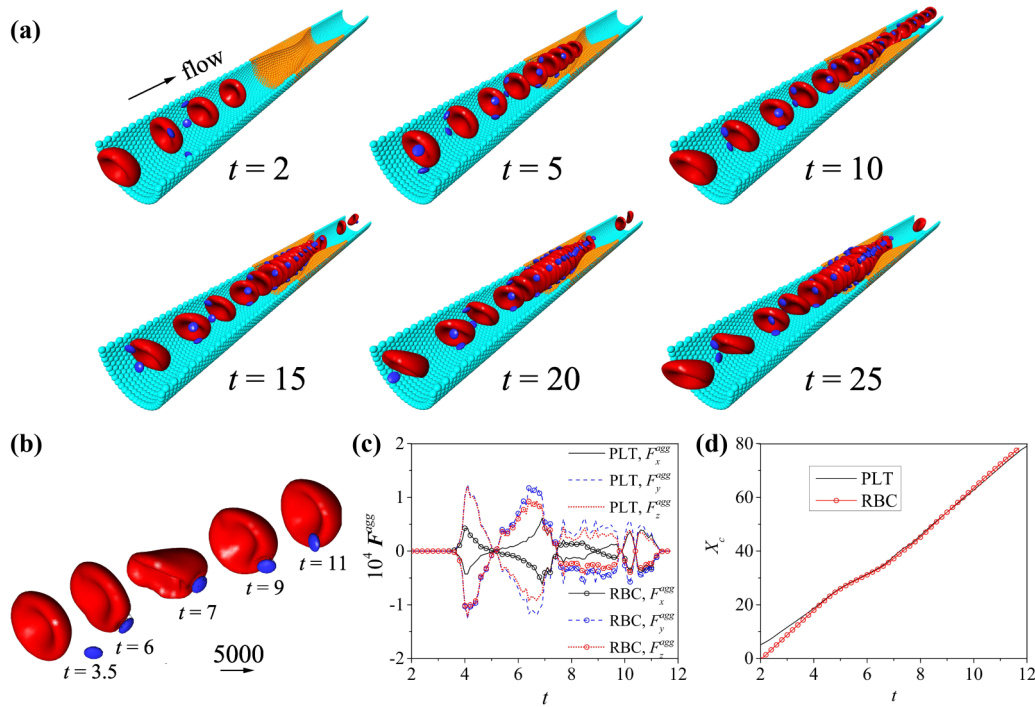 (a)
flow
t = 2
t = 5
t = 10
t = 15
t = 20
t = 25
(b)
t = 3.5
t = 6
t = 7
t = 9
t = 11
5000
(c)
10⁴ F^agg
2
1
0
-1
-2
2
4
6
8
10
12
t
PLT, F_x^agg
PLT, F_y^agg
PLT, F_z^agg
RBC, F_x^agg
RBC, F_y^agg
RBC, F_z^agg
(d)
X_c
80
60
40
20
0
2
4
6
8
10
12
t
PLT
RBC